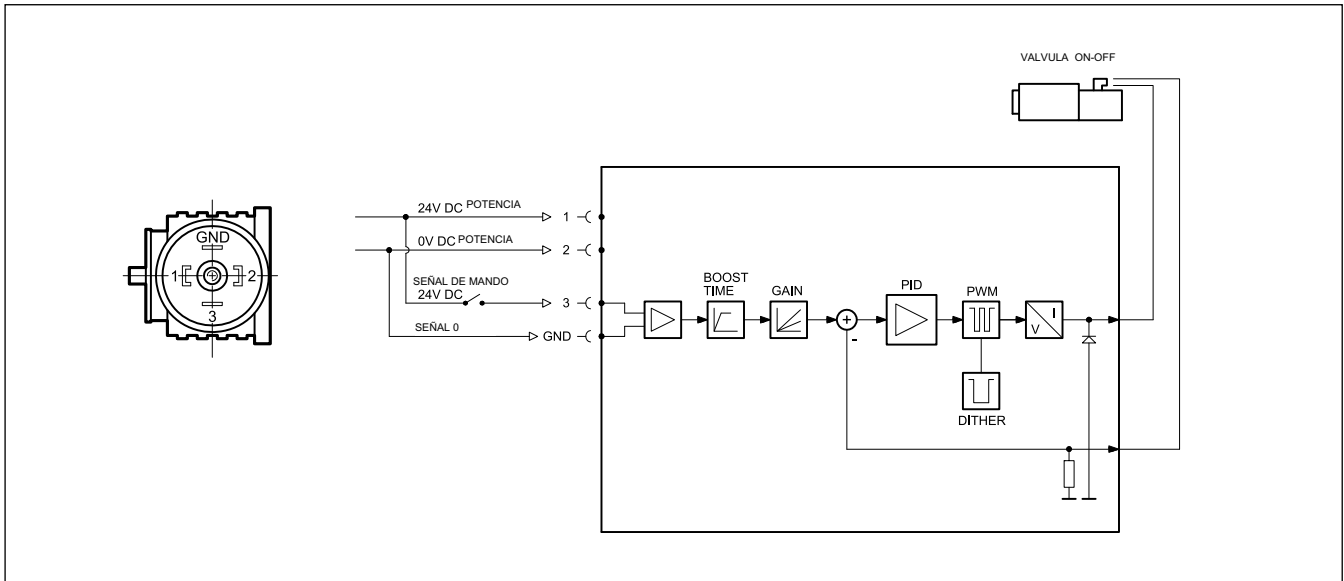 VALVULA ON-OFF
GND
1
2
3
24V DC POTENCIA
1
0V DC POTENCIA
2
SEÑAL DE MANDO
24V DC
3
SEÑAL 0
GND
BOOST
TIME
GAIN
+
-
PID
PWM
I
V
DITHER